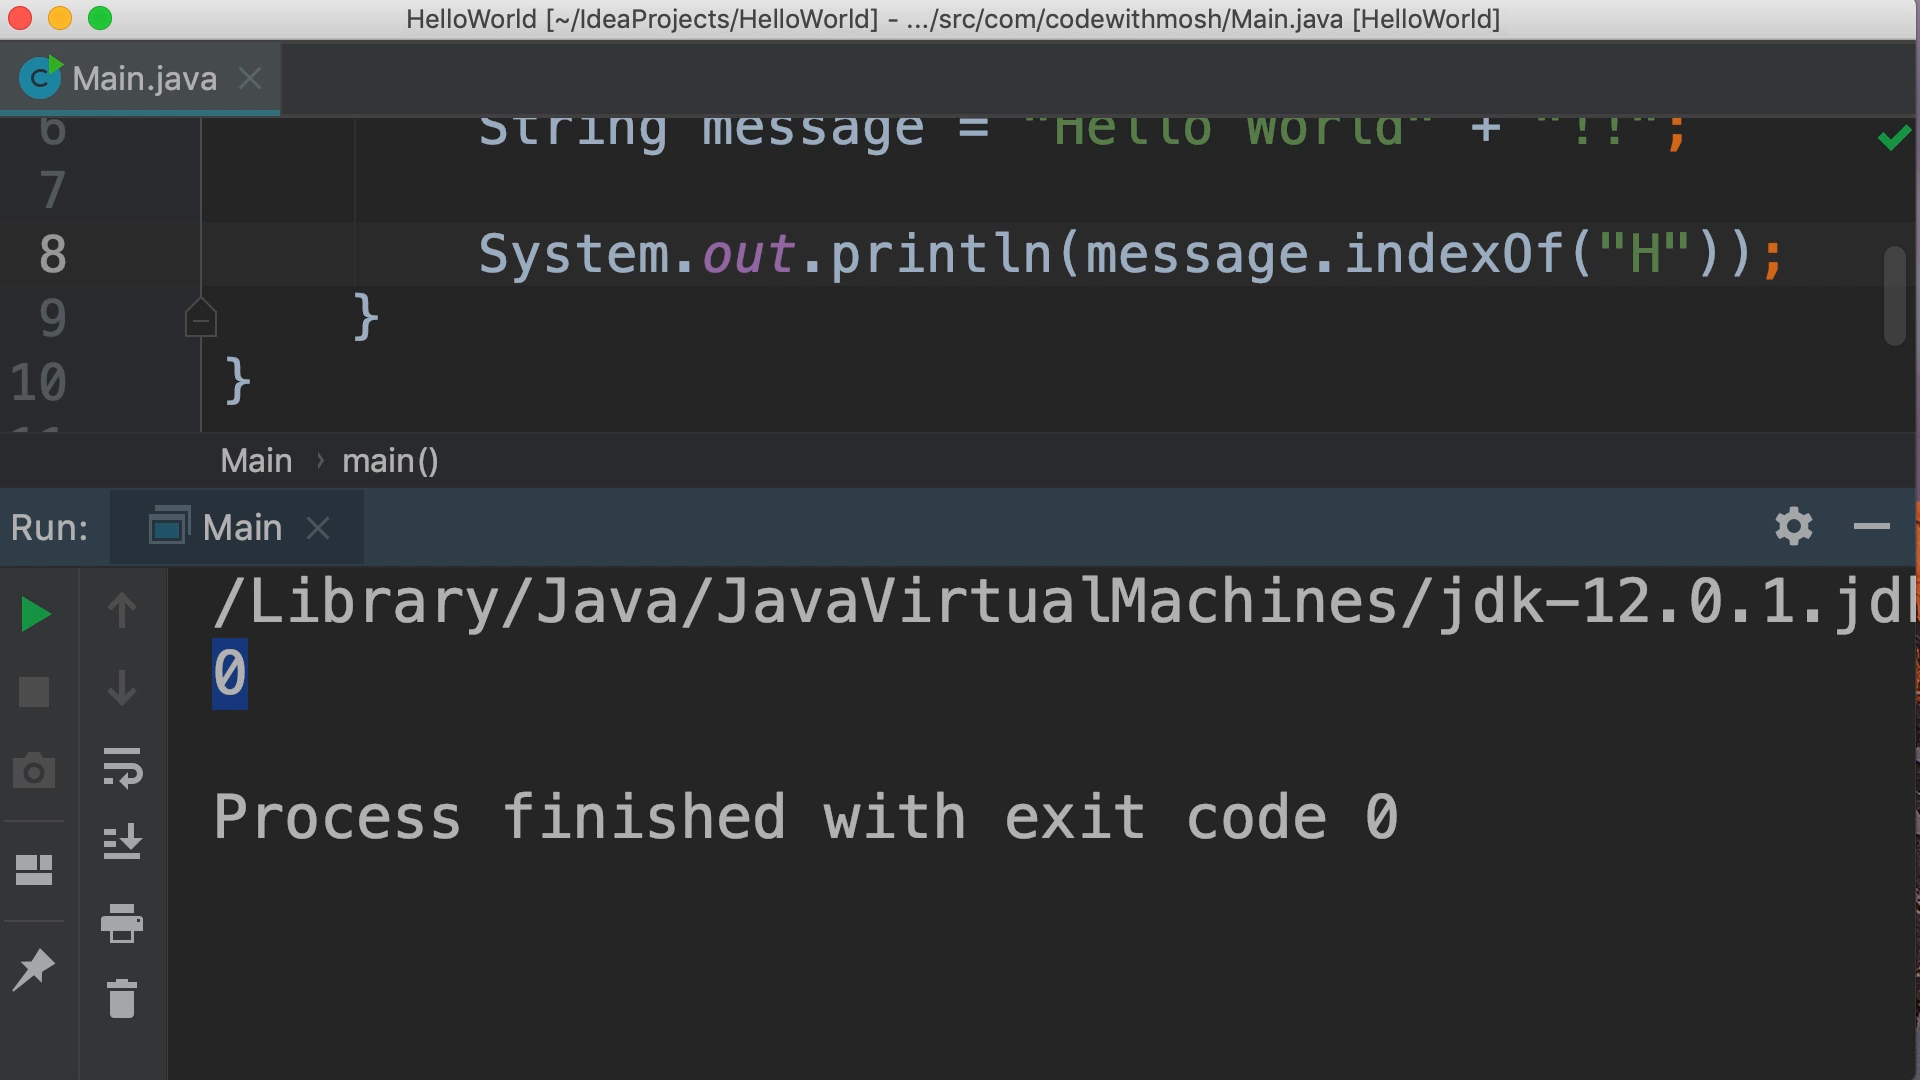 HelloWorld [~/IdeaProjects/HelloWorld] - .../src/com/codewithmosh/Main.java [HelloWorld]
Main.java
6 String message = "Hello World" + "!!";
7
8 System.out.println(message.indexOf("H"));
9 }
10 }
11
Main › main()
Run: Main
/Library/Java/JavaVirtualMachines/jdk-12.0.1.jdk
0
Process finished with exit code 0